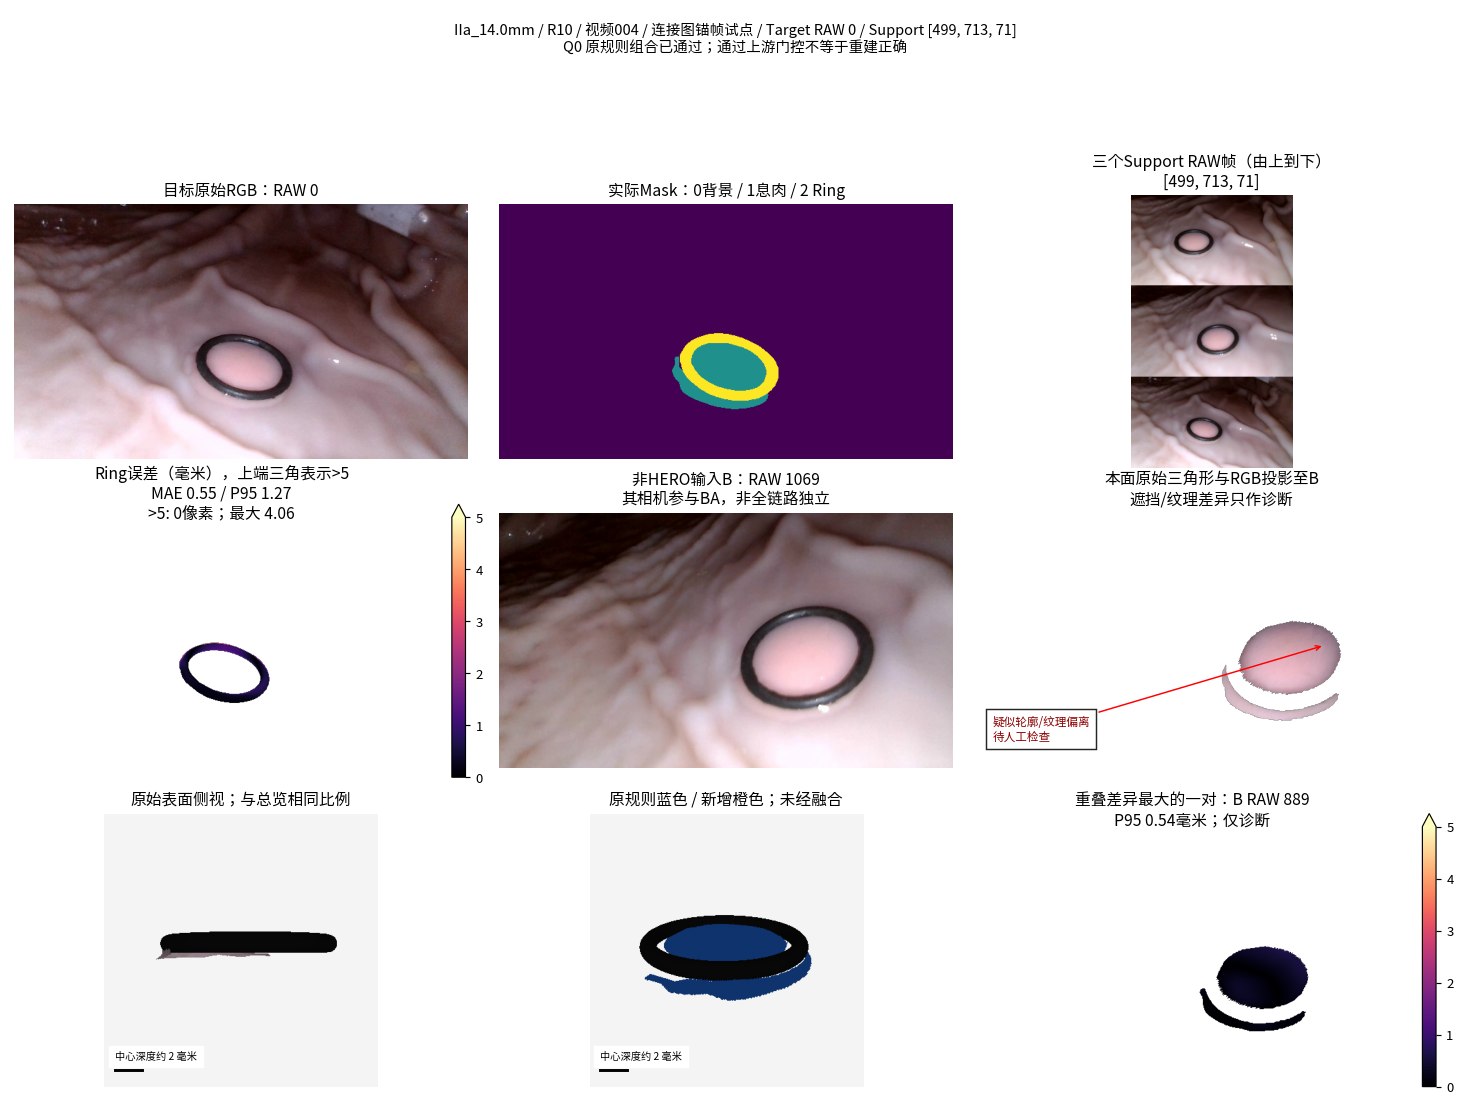 IIa_14.0mm / R10 / 视频004 / 连接图锚帧试点 / Target RAW 0 / Support [499, 713, 71]
Q0 原规则组合已通过；通过上游门控不等于重建正确
目标原始RGB：RAW 0
实际Mask：0背景 / 1息肉 / 2 Ring
三个Support RAW帧（由上到下）
[499, 713, 71]
Ring误差（毫米），上端三角表示>5
MAE 0.55 / P95 1.27
>5: 0像素；最大 4.06
5
4
3
2
1
0
非HERO输入B：RAW 1069
其相机参与BA，非全链路独立
本面原始三角形与RGB投影至B
遮挡/纹理差异只作诊断
疑似轮廓/纹理偏离
待人工检查
原始表面侧视；与总览相同比例
中心深度约 2 毫米
原规则蓝色 / 新增橙色；未经融合
中心深度约 2 毫米
重叠差异最大的一对：B RAW 889
P95 0.54毫米；仅诊断
5
4
3
2
1
0